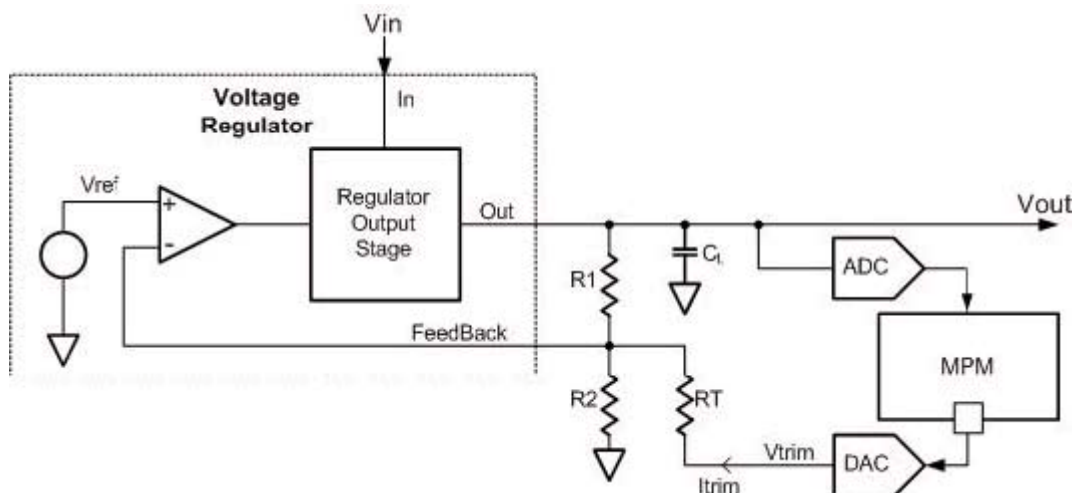 Vin
In
Voltage
Regulator
Vref
+
-
Regulator
Output
Stage
Out
Vout
R1
CL
ADC
FeedBack
MPM
R2
RT
Vtrim
Itrim
DAC